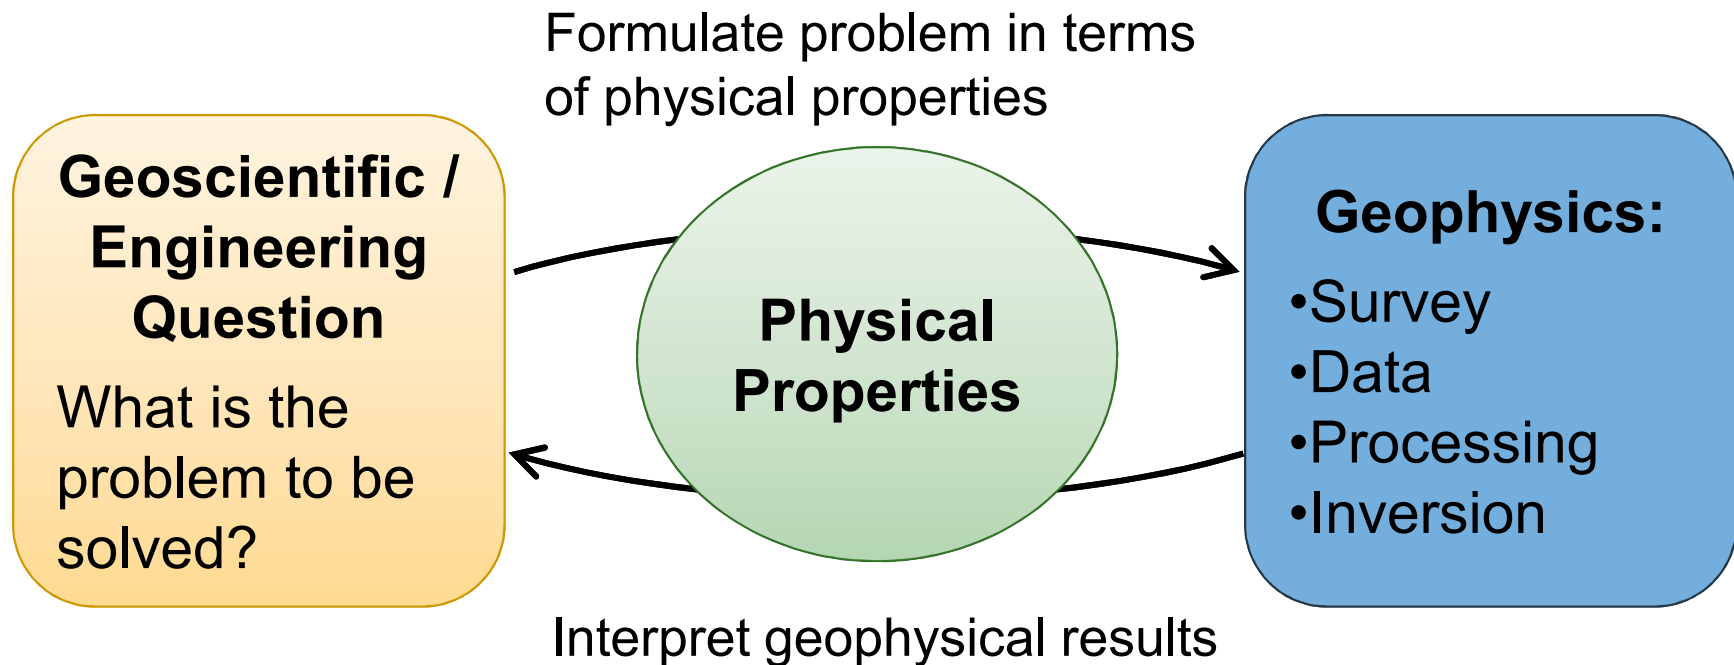 Formulate problem in terms
of physical properties
Geoscientific /
Engineering
Question
What is the
problem to be
solved?
Physical
Properties
Geophysics:
•Survey
•Data
•Processing
•Inversion
Interpret geophysical results